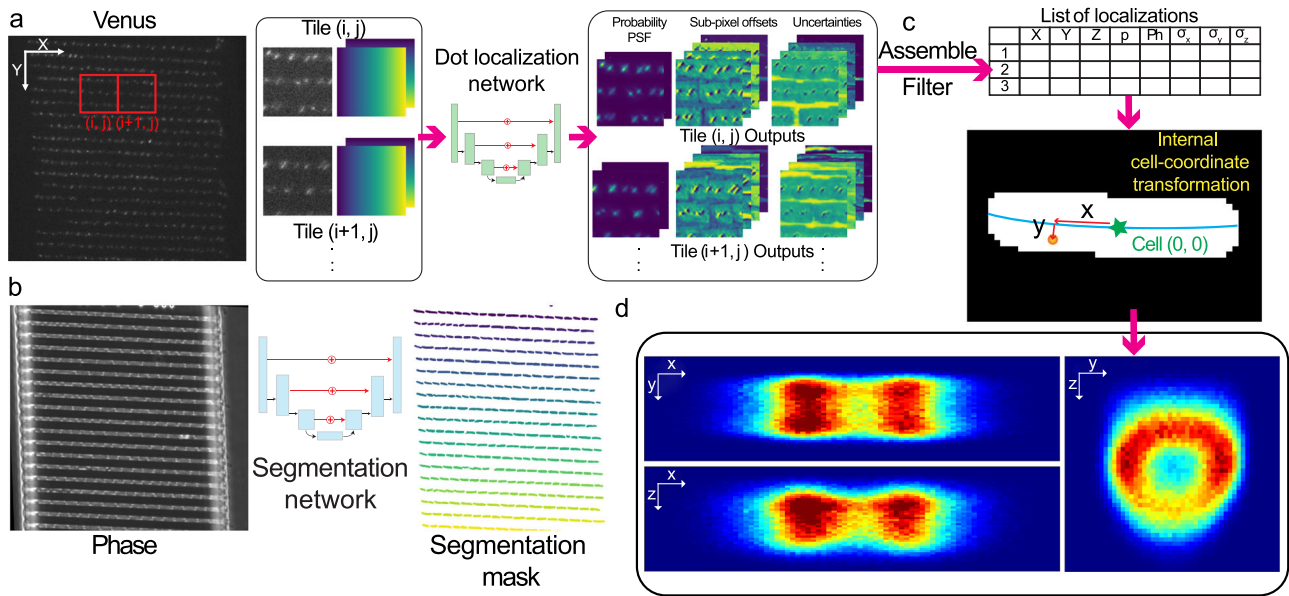 a
Venus
X
Y
(i, j) (i+1, j)
Tile (i, j)
Tile (i+1, j)
⋮
Dot localization
network
Probability
PSF
Sub-pixel offsets
Uncertainties
Tile (i, j) Outputs
Tile (i+1, j) Outputs
⋮ ⋮ ⋮
Assemble
Filter
c
List of localizations
X Y Z p Ph σx σy σz
1
2
3
Internal
cell-coordinate
transformation
x
y
Cell (0, 0)
b
Phase
Segmentation
network
Segmentation
mask
d
x
y
x
z
y
z